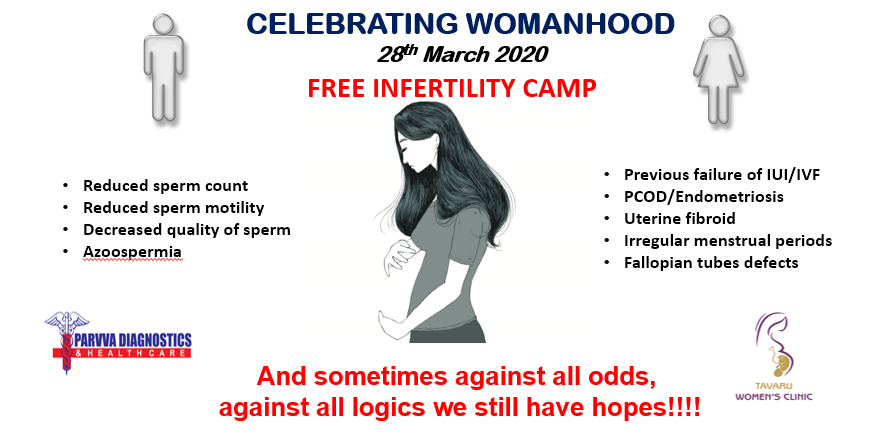 CELEBRATING WOMANHOOD
28th March 2020
FREE INFERTILITY CAMP
• Reduced sperm count
• Reduced sperm motility
• Decreased quality of sperm
• Azoospermia
• Previous failure of IUI/IVF
• PCOD/Endometriosis
• Uterine fibroid
• Irregular menstrual periods
• Fallopian tubes defects
PARVVA DIAGNOSTICS
& HEALTH CARE
TAVARU
WOMEN'S CLINIC
And sometimes against all odds,
against all logics we still have hopes!!!!